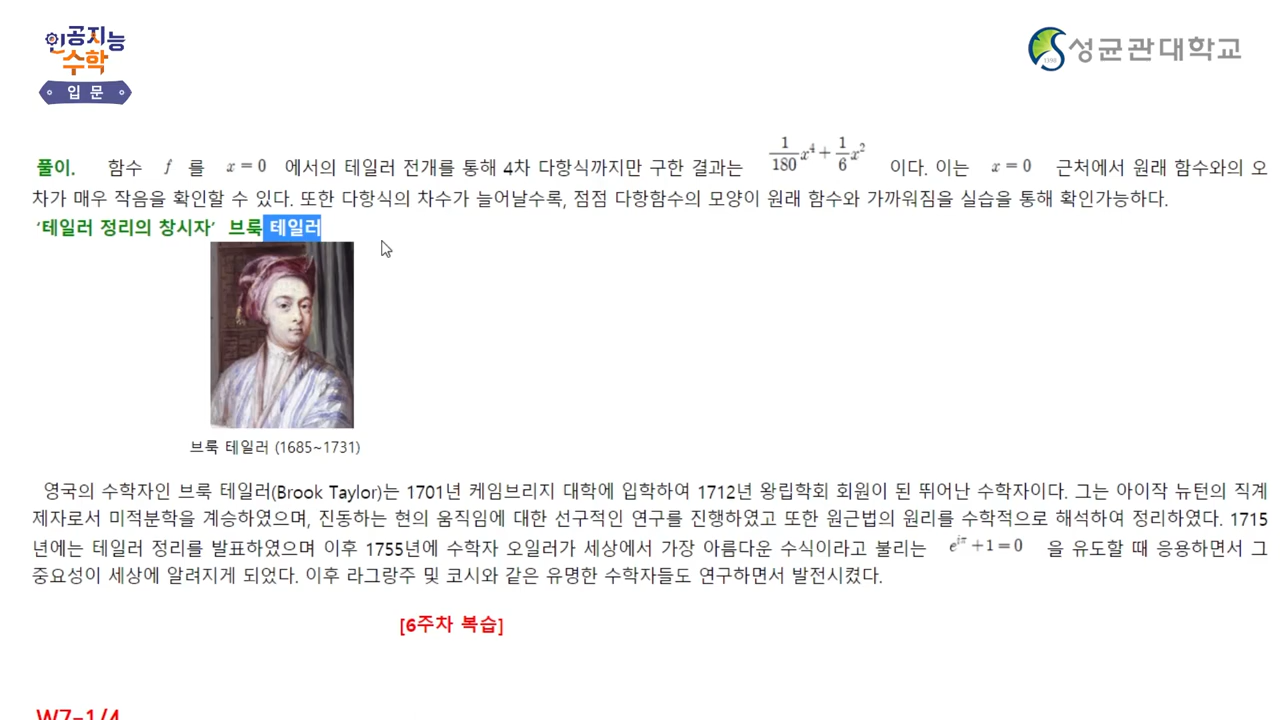 인공지능
수학
입문
성균관대학교
1398
풀이. 함수 f 를 x = 0 에서의 테일러 전개를 통해 4차 다항식까지만 구한 결과는 1/180 x⁴ + 1/6 x² 이다. 이는 x = 0 근처에서 원래 함수와의 오
차가 매우 작음을 확인할 수 있다. 또한 다항식의 차수가 늘어날수록, 점점 다항함수의 모양이 원래 함수와 가까워짐을 실습을 통해 확인가능하다.
‘테일러 정리의 창시자’ 브룩 테일러
브룩 테일러 (1685~1731)
영국의 수학자인 브룩 테일러(Brook Taylor)는 1701년 케임브리지 대학에 입학하여 1712년 왕립학회 회원이 된 뛰어난 수학자이다. 그는 아이작 뉴턴의 직계
제자로서 미적분학을 계승하였으며, 진동하는 현의 움직임에 대한 선구적인 연구를 진행하였고 또한 원근법의 원리를 수학적으로 해석하여 정리하였다. 1715
년에는 테일러 정리를 발표하였으며 이후 1755년에 수학자 오일러가 세상에서 가장 아름다운 수식이라고 불리는 e^{iπ} + 1 = 0 을 유도할 때 응용하면서 그
중요성이 세상에 알려지게 되었다. 이후 라그랑주 및 코시와 같은 유명한 수학자들도 연구하면서 발전시켰다.
[6주차 복습]
W7-1/4